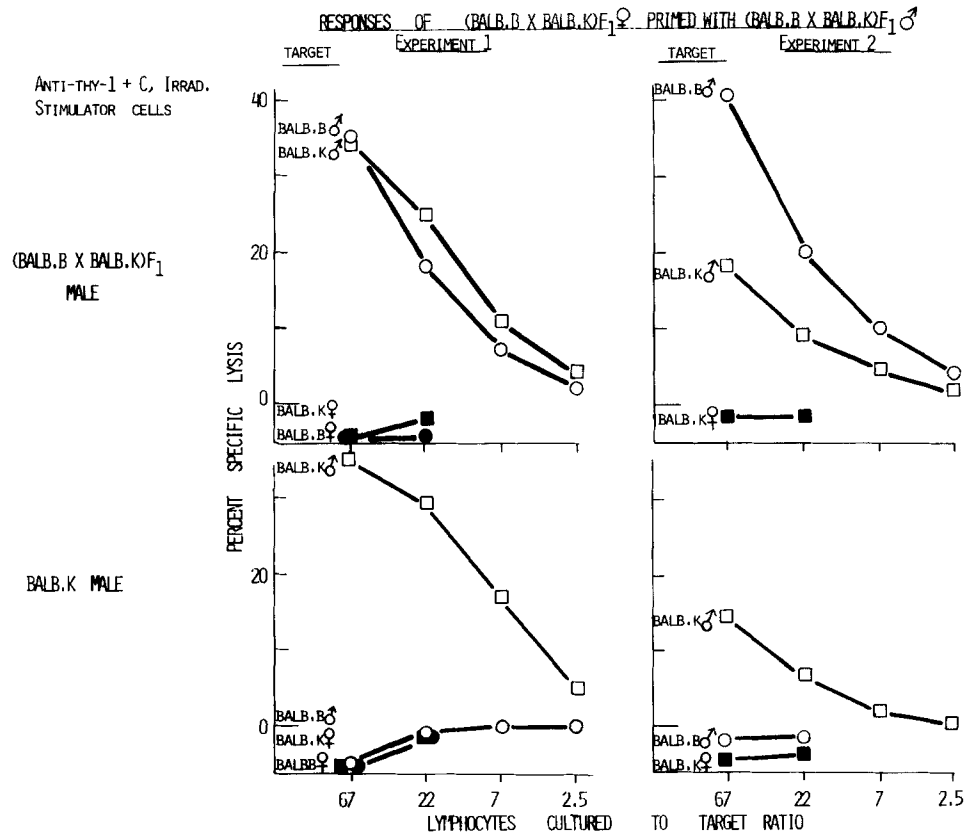 RESPONSES OF (BALB.B X BALB.K)F1♀ PRIMED WITH (BALB.B X BALB.K)F1♂
TARGET EXPERIMENT 1 TARGET EXPERIMENT 2
ANTI-THY-1 + C, IRRAD.
STIMULATOR CELLS
40
BALB.B♂
BALB.K♂
BALB.B♂
(BALB.B X BALB.K)F1
MALE
20
BALB.K♂
0
BALB.K♀
BALB.B♀
BALB.K♀
PERCENT SPECIFIC LYSIS
BALB.K MALE
BALB.K♂
20
BALB.K♂
0
BALB.B♂
BALB.K♀
BALBB♀
BALB.B♂
BALB.K♀
67 22 7 2.5 67 22 7 2.5
LYMPHOCYTES CULTURED TO TARGET RATIO